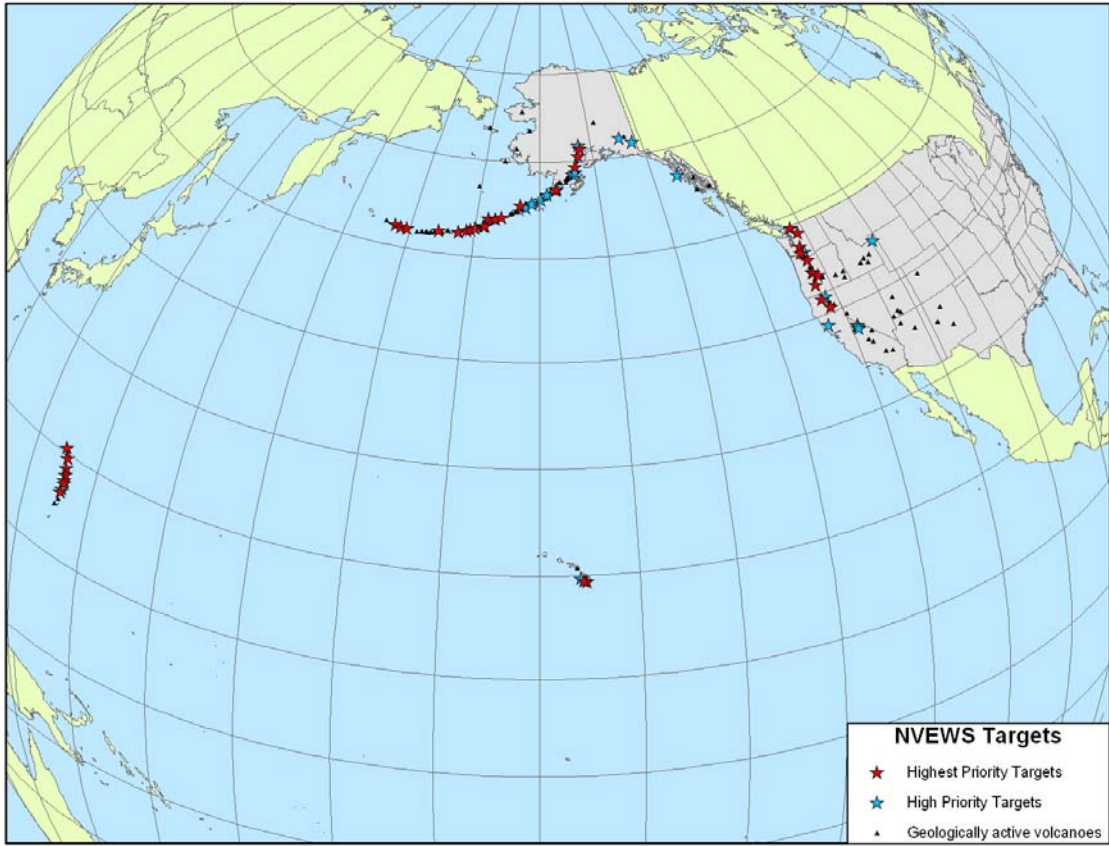 NVEWS Targets
Highest Priority Targets
High Priority Targets
Geologically active volcanoes